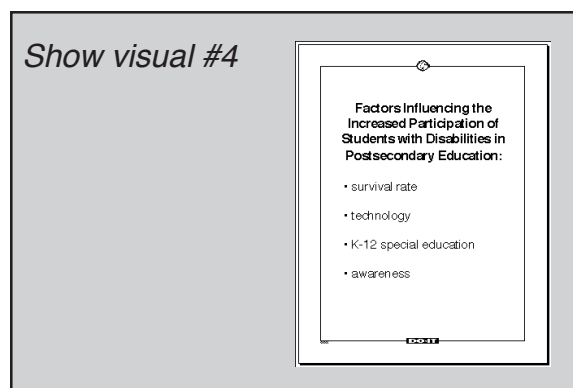 Show visual #4
Factors Influencing the
Increased Participation of
Students with Disabilities in
Postsecondary Education:
• survival rate
• technology
• K-12 special education
• awareness
DO-IT